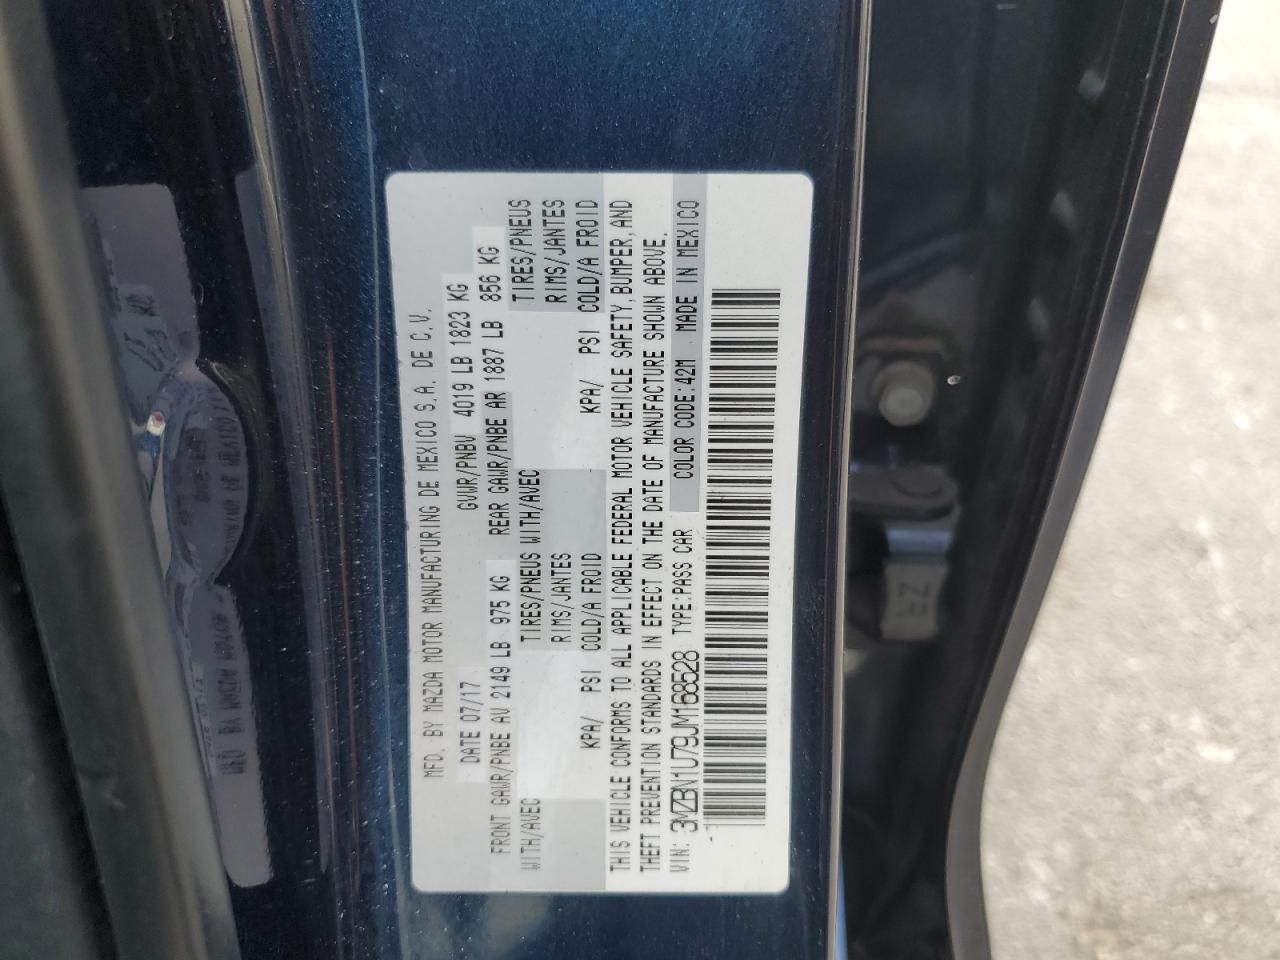 MFD. BY MAZDA MOTOR MANUFACTURING DE MEXICO S.A. DE C.V.
DATE 07/17 GVWR/PNBV 4019 LB 1823 KG
FRONT GAWR/PNBE AV 2149 LB 975 KG REAR GAWR/PNBE AR 1887 LB 856 KG
WITH/AVEC TIRES/PNEUS WITH/AVEC TIRES/PNEUS
RIMS/JANTES RIMS/JANTES
KPA/ PSI COLD/A FROID KPA/ PSI COLD/A FROID
THIS VEHICLE CONFORMS TO ALL APPLICABLE FEDERAL MOTOR VEHICLE SAFETY,BUMPER,AND
THEFT PREVENTION STANDARDS IN EFFECT ON THE DATE OF MANUFACTURE SHOWN ABOVE.
VIN: 3MZBN1U79JM168528 TYPE:PASS CAR COLOR CODE:42M MADE IN MEXICO
ZR